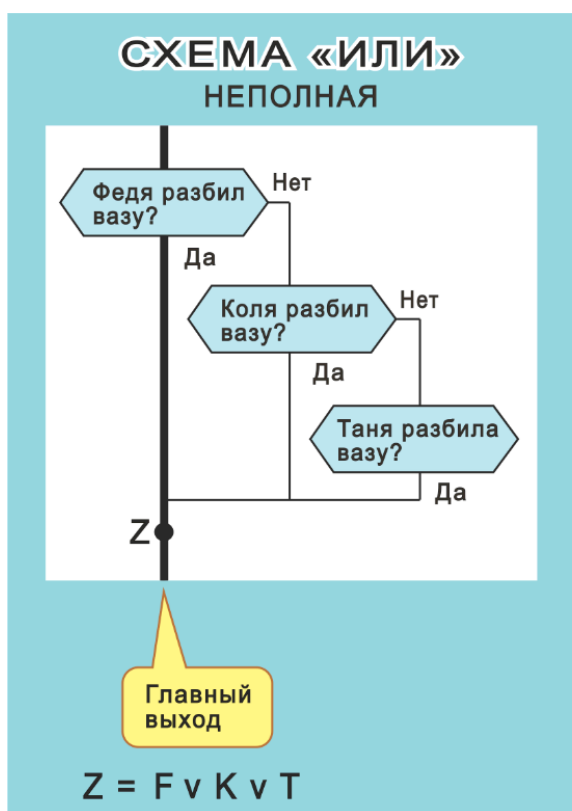 СХЕМА «ИЛИ»
НЕПОЛНАЯ
Федя разбил
вазу?
Нет
Да
Коля разбил
вазу?
Нет
Да
Таня разбила
вазу?
Да
Z
Главный
выход
Z = F v K v T